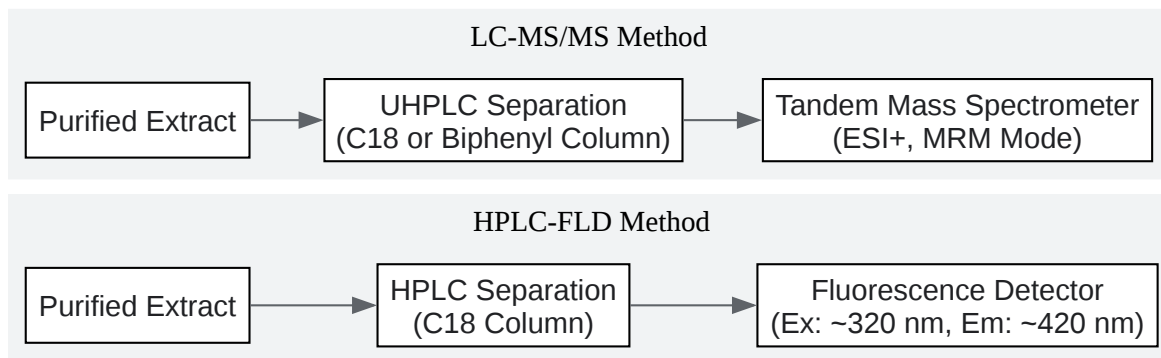 LC-MS/MS Method
Purified Extract
UHPLC Separation
(C18 or Biphenyl Column)
Tandem Mass Spectrometer
(ESI+, MRM Mode)
HPLC-FLD Method
Purified Extract
HPLC Separation
(C18 Column)
Fluorescence Detector
(Ex: ~320 nm, Em: ~420 nm)